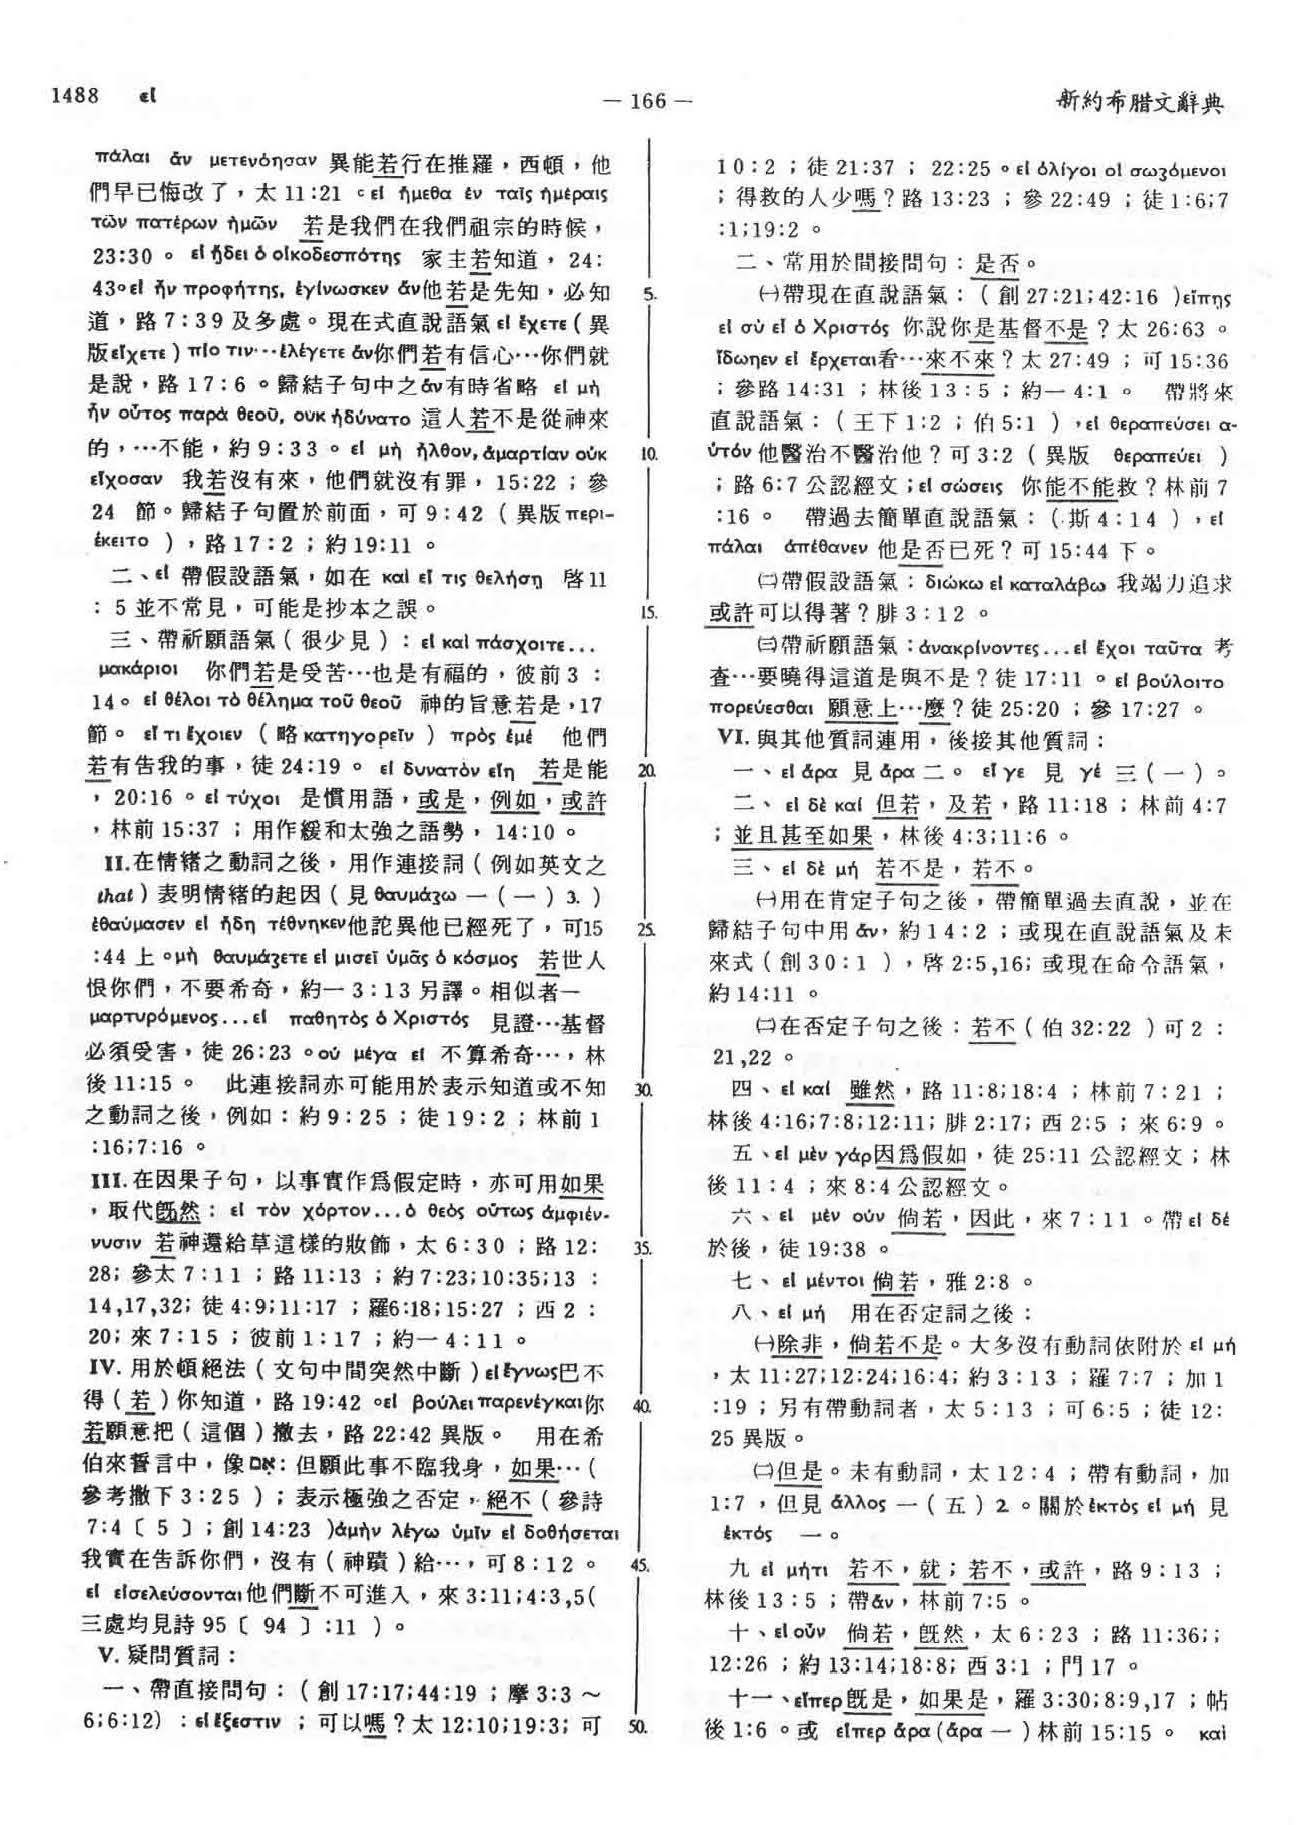 1488 εἰ
— 166 —
新約希腊文辭典
πάλαι ἄν μετενόησαν 異能若行在推羅，西頓，他
們早已悔改了，太 11:21。εἰ ἤμεθα ἐν ταῖς ἡμέραις
τῶν πατέρων ἡμῶν 若是我們在我們祖宗的時候，
23:30。εἰ ᾔδει ὁ οἰκοδεσπότης 家主若知道，24:
43。εἰ ἦν προφήτης, ἐγίνωσκεν ἄν他若是先知，必知
道，路 7:39 及多處。現在式直說語氣 εἰ ἔχετε（異
版εἴχετε）πίστιν…ἐλέγετε ἄν你們若有信心…你們就
是說，路 17:6。歸結子句中之ἄν有時省略 εἰ μὴ
ἦν οὗτος παρὰ θεοῦ, οὐκ ἠδύνατο 這人若不是從神來
的，…不能，約 9:33。εἰ μὴ ἦλθον, ἁμαρτίαν οὐκ
εἴχοσαν 我若沒有來，他們就沒有罪，15:22；參
24 節。歸結子句置於前面，可 9:42（異版 περι-
έκειτο），路 17:2；約 19:11。
二、εἰ 帶假設語氣，如在 καὶ εἴ τις θελήσῃ 啓11
: 5 並不常見，可能是抄本之誤。
三、帶祈願語氣（很少見）: εἰ καὶ πάσχοιτε...
μακάριοι 你們若是受苦…也是有福的，彼前 3 :
14。εἰ θέλοι τὸ θέλημα τοῦ θεοῦ 神的旨意若是，17
節。εἴ τι ἔχοιεν（略 κατηγορεῖν）πρὸς ἐμέ 他們
若有告我的事，徒 24:19。εἰ δυνατὸν εἴη 若是能
，20:16。εἰ τύχοι 是慣用語，或是，例如，或許
，林前 15:37；用作緩和太強之語勢，14:10。
II.在情緒之動詞之後，用作連接詞（例如英文之
that）表明情緒的起因（見 θαυμάζω 一（一）3.）
ἐθαύμασεν εἰ ἤδη τέθνηκεν他詫異他已經死了，可15
:44 上。μὴ θαυμάζετε εἰ μισεῖ ὑμᾶς ὁ κόσμος 若世人
恨你們，不要希奇，約一 3:13 另譯。相似者—
μαρτυρόμενος...εἰ παθητὸς ὁ Χριστός 見證…基督
必須受害，徒 26:23。οὐ μέγα εἰ 不算希奇…，林
後 11:15。 此連接詞亦可能用於表示知道或不知
之動詞之後，例如：約 9:25；徒 19:2；林前 1
:16;7:16。
III.在因果子句，以事實作爲假定時，亦可用如果
，取代旣然：εἰ τὸν χόρτον...ὁ θεὸς οὕτως ἀμφιέν-
νυσιν 若神還給草這樣的妝飾，太 6:30；路 12:
28; 參太 7:11；路 11:13；約 7:23;10:35;13 :
14,17,32; 徒 4:9;11:17；羅6:18;15:27；西 2 :
20; 來 7:15；彼前 1:17；約一 4:11。
IV. 用於頓絕法（文句中間突然中斷）εἰ ἔγνως巴不
得（若）你知道，路 19:42。εἰ βούλει παρενέγκαι你
若願意把（這個）撤去，路 22:42 異版。 用在希
伯來誓言中，像אִם: 但願此事不臨我身，如果…（
參考撒下 3:25）；表示極強之否定，絕不（參詩
7:4〔 5 〕；創 14:23 )ἀμὴν λέγω ὑμῖν εἰ δοθήσεται
我實在告訴你們，沒有（神蹟）給…，可 8:12。
εἰ εἰσελεύσονται他們斷不可進入，來 3:11;4:3,5(
三處均見詩 95〔 94 〕:11 )。
V. 疑問質詞：
一、帶直接問句：（創 17:17;44:19；摩 3:3～
6;6:12）: εἰ ἔξεστιν；可以嗎？太 12:10;19:3; 可
5.
10.
15.
20.
25.
30.
35.
40.
45.
50.
10:2；徒 21:37； 22:25。εἰ ὀλίγοι οἱ σωζόμενοι
；得救的人少嗎？路 13:23；參 22:49；徒 1:6;7
:1;19:2。
二、常用於間接問句：是否。
㈠帶現在直說語氣：（創 27:21;42:16 )εἴπῃς
εἰ σὺ εἶ ὁ Χριστός 你說你是基督不是？太 26:63。
ἴδωμεν εἰ ἔρχεται看…來不來？太 27:49；可 15:36
；參路 14:31；林後 13:5；約一 4:1。 帶將來
直說語氣：（王下 1:2；伯 5:1），εἰ θεραπεύσει α-
ὐτόν 他醫治不醫治他？可 3:2（異版 θεραπεύει）
；路 6:7 公認經文；εἰ σώσεις 你能不能救？林前 7
:16。 帶過去簡單直說語氣：（斯 4:14），εἰ
πάλαι ἀπέθανεν 他是否已死？可 15:44 下。
㈡帶假設語氣：διώκω εἰ καταλάβω 我竭力追求
或許可以得著？腓 3:12。
㈢帶祈願語氣：ἀνακρίνοντες...εἰ ἔχοι ταῦτα 考
查…要曉得這道是與不是？徒 17:11。εἰ βούλοιτο
πορεύεσθαι 願意上…麼？徒 25:20；參 17:27。
VI. 與其他質詞連用，後接其他質詞：
一、εἰ ἄρα 見 ἄρα 二。εἴ γε 見 γέ 三（一）。
二、εἰ δὲ καί 但若，及若，路 11:18；林前 4:7
；並且甚至如果，林後 4:3;11:6。
三、εἰ δὲ μή 若不是，若不。
㈠用在肯定子句之後，帶簡單過去直說，並在
歸結子句中用 ἄν，約 14:2；或現在直說語氣及未
來式（創 30:1），啓 2:5,16; 或現在命令語氣，
約 14:11。
㈡在否定子句之後：若不（伯 32:22）可 2 :
21,22。
四、εἰ καί 雖然，路 11:8;18:4；林前 7:21；
林後 4:16;7:8;12:11; 腓 2:17; 西 2:5；來 6:9。
五、εἰ μὲν γάρ因爲假如，徒 25:11 公認經文；林
後 11:4；來 8:4 公認經文。
六、εἰ μὲν οὖν 倘若，因此，來 7:11。帶 εἰ δέ
於後，徒 19:38。
七、εἰ μέντοι 倘若，雅 2:8。
八、εἰ μή 用在否定詞之後：
㈠除非，倘若不是。大多沒有動詞依附於 εἰ μή
，太 11:27;12:24;16:4; 約 3:13；羅 7:7；加 1
:19；另有帶動詞者，太 5:13；可 6:5；徒 12:
25 異版。
㈡但是。未有動詞，太 12:4；帶有動詞，加
1:7，但見 ἄλλος 一（五）2。關於ἐκτὸς εἰ μή 見
ἐκτός 一。
九 εἰ μήτι 若不，就；若不，或許，路 9:13；
林後 13:5；帶ἄν，林前 7:5。
十、εἰ οὖν 倘若，旣然，太 6:23；路 11:36;;
12:26；約 13:14;18:8; 西 3:1；門 17。
十一、εἴπερ旣是，如果是，羅 3:30;8:9,17；帖
後 1:6。或 εἴπερ ἄρα (ἄρα 一）林前 15:15。 καὶ